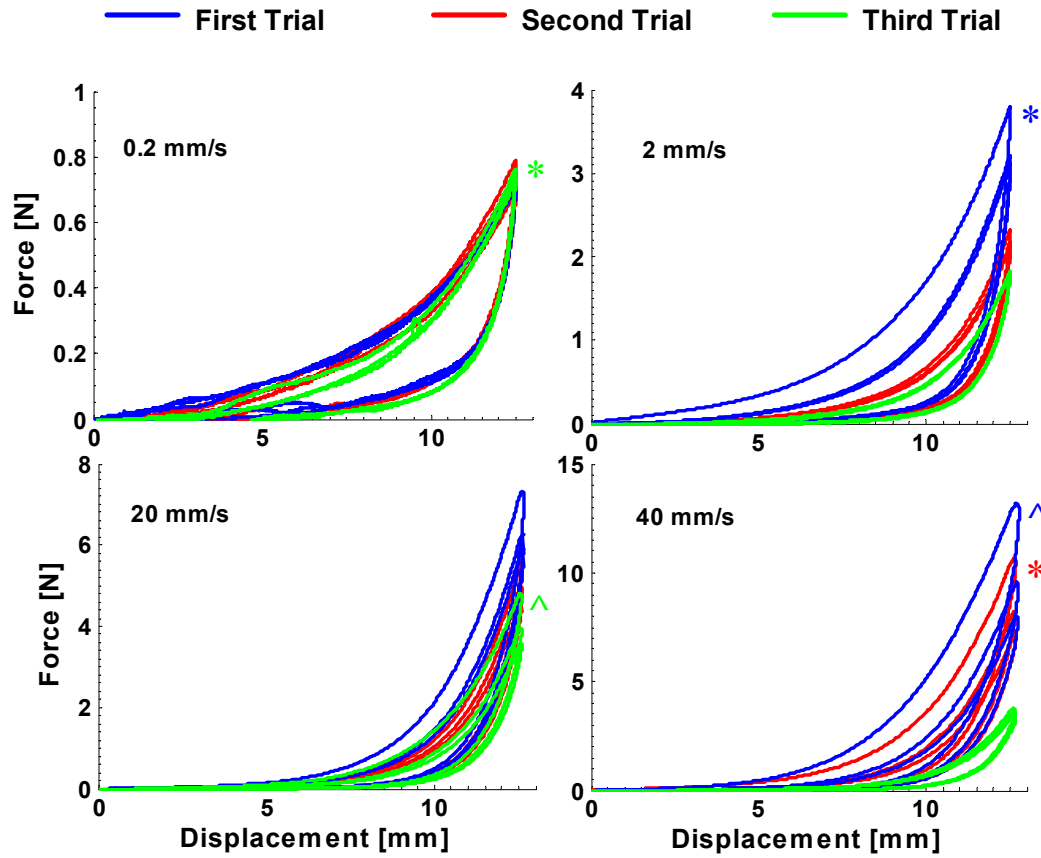 First Trial Second Trial Third Trial
0.2 mm/s
2 mm/s
Force [N]
1
0.8
0.6
0.4
0.2
0
0 5 10
*
4
3
2
1
0
0 5 10
*
20 mm/s
40 mm/s
Force [N]
8
6
4
2
0
0 5 10
^
Displacement [mm]
15
10
5
0
0 5 10
^
*
Displacement [mm]